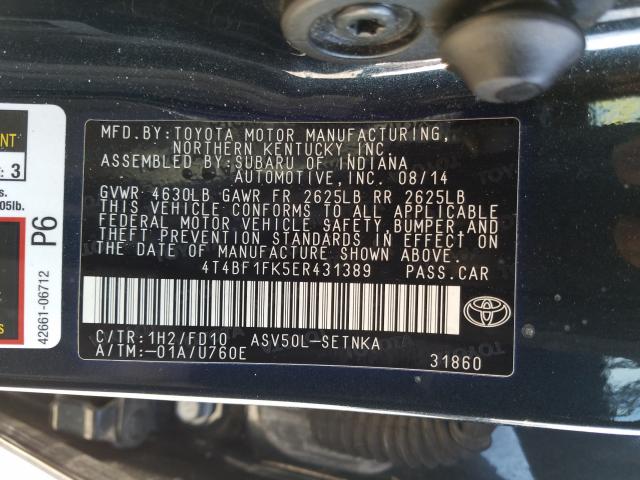 MFD.BY:TOYOTA MOTOR MANUFACTURING,
NORTHERN KENTUCKY,INC.
ASSEMBLED BY:SUBARU OF INDIANA
AUTOMOTIVE,INC. 08/14
GVWR:4630LB GAWR FR 2625LB RR 2625LB
THIS VEHICLE CONFORMS TO ALL APPLICABLE
FEDERAL MOTOR VEHICLE SAFETY,BUMPER,AND
THEFT PREVENTION STANDARDS IN EFFECT ON
THE DATE OF MANUFACTURE SHOWN ABOVE.
4T4BF1FK5ER431389 PASS.CAR
C/TR:1H2/FD10 ASV50L-SETNKA
A/TM:-01A/U760E
31860
TOYOTA
3
s.
05lb.
P6
42661-06712